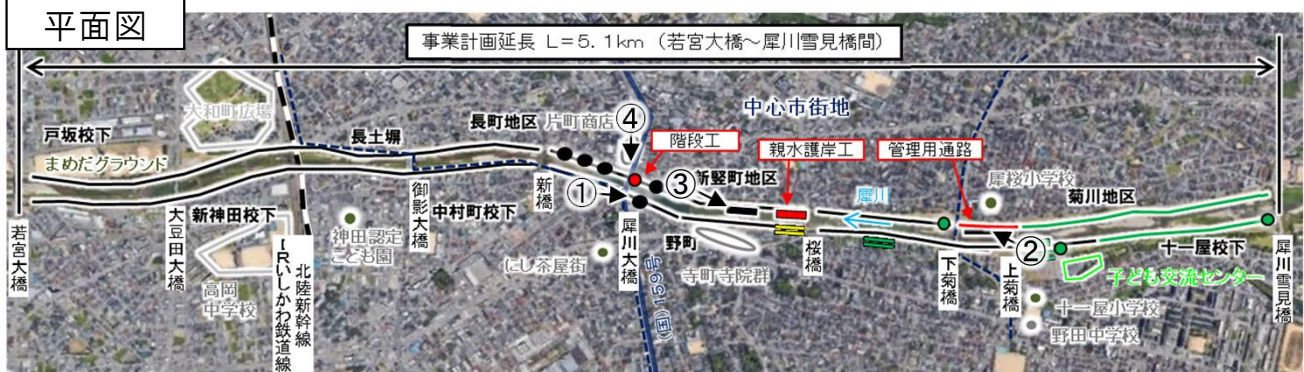 平面図
事業計画延長 L=5.1km (若宮大橋～犀川雪見橋間)
大和町広場
中心市街地
戸坂校下
まめだグラウンド
長土塀
長町地区
片町商店
④
階段工
親水護岸工
管理用通路
犀桜小学校
菊川地区
新竪町地区
③
犀川
①
新橋
御影大橋
中村町校下
大豆田大橋
新神田校下
若宮大橋
神田認定
こども園
高岡
中学校
IRいしかわ鉄道線
北陸新幹線
にし茶屋街
犀川大橋
(国)159号
野町
寺町寺院群
桜橋
下菊橋
上菊橋
②
十一屋校下
子ども交流センター
十一屋小学校
野田中学校
犀川雪見橋